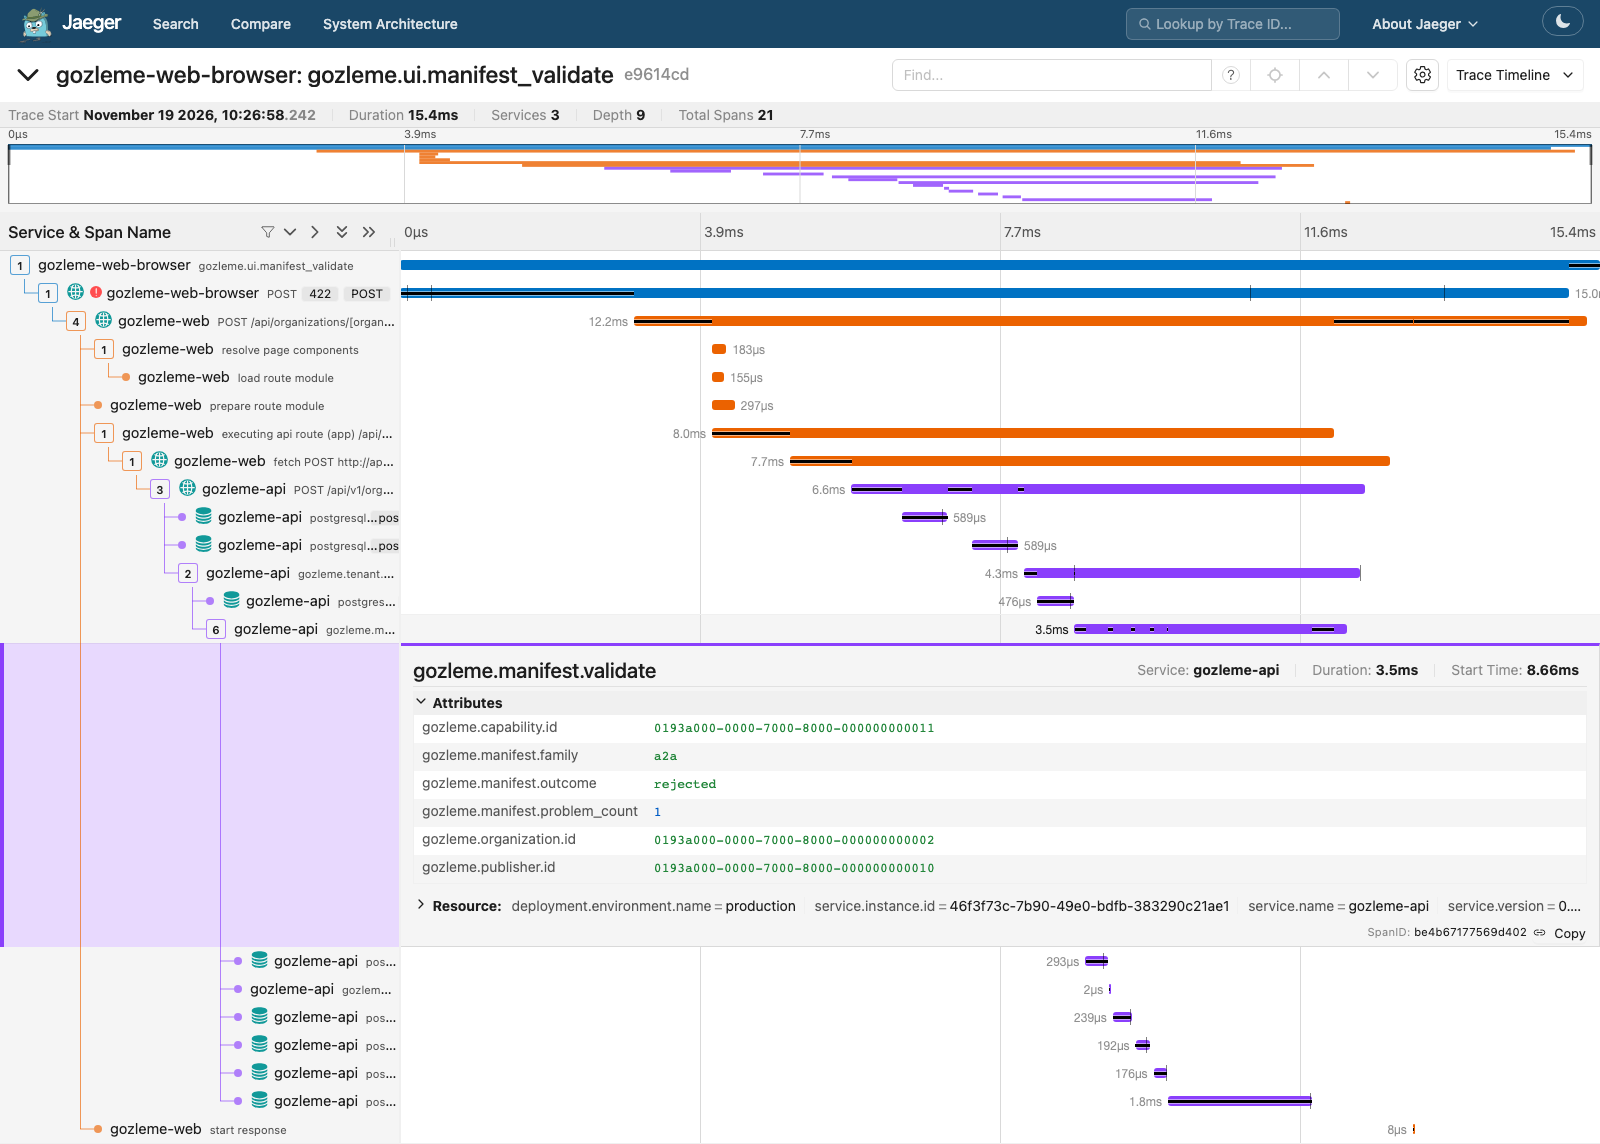 Jaeger Search Compare System Architecture Lookup by Trace ID... About Jaeger
gozleme-web-browser: gozleme.ui.manifest_validate e9614cd Find... ? Trace Timeline
Trace Start November 19 2026, 10:26:58.242 Duration 15.4ms Services 3 Depth 9 Total Spans 21
0μs 3.9ms 7.7ms 11.6ms 15.4ms
Service & Span Name 0μs 3.9ms 7.7ms 11.6ms 15.4ms
1 gozleme-web-browser gozleme.ui.manifest_validate
1 gozleme-web-browser POST 422 POST 15.0
4 gozleme-web POST /api/organizations/[organ... 12.2ms
1 gozleme-web resolve page components 183μs
gozleme-web load route module 155μs
gozleme-web prepare route module 297μs
1 gozleme-web executing api route (app) /api/... 8.0ms
1 gozleme-web fetch POST http://ap... 7.7ms
3 gozleme-api POST /api/v1/org... 6.6ms
gozleme-api postgresql... pos 589μs
gozleme-api postgresql... pos 589μs
2 gozleme-api gozleme.tenant.... 4.3ms
gozleme-api postgres... 476μs
6 gozleme-api gozleme.m... 3.5ms
gozleme.manifest.validate Service: gozleme-api Duration: 3.5ms Start Time: 8.66ms
Attributes
gozleme.capability.id 0193a000-0000-7000-8000-000000000011
gozleme.manifest.family a2a
gozleme.manifest.outcome rejected
gozleme.manifest.problem_count 1
gozleme.organization.id 0193a000-0000-7000-8000-000000000002
gozleme.publisher.id 0193a000-0000-7000-8000-000000000010
Resource: deployment.environment.name = production service.instance.id = 46f3f73c-7b90-49e0-bdfb-383290c21ae1 service.name = gozleme-api service.version = 0....
SpanID: be4b67177569d402 Copy
gozleme-api pos... 293μs
gozleme-api gozlem... 2μs
gozleme-api pos... 239μs
gozleme-api pos... 192μs
gozleme-api pos... 176μs
gozleme-api pos... 1.8ms
gozleme-web start response 8μs